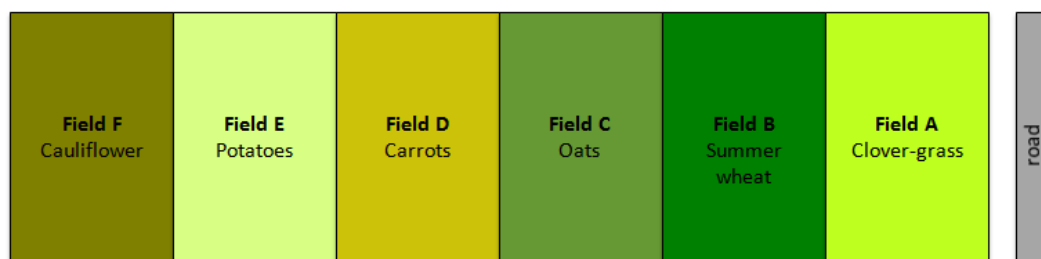 Field F
Cauliflower
Field E
Potatoes
Field D
Carrots
Field C
Oats
Field B
Summer
wheat
Field A
Clover-grass
road